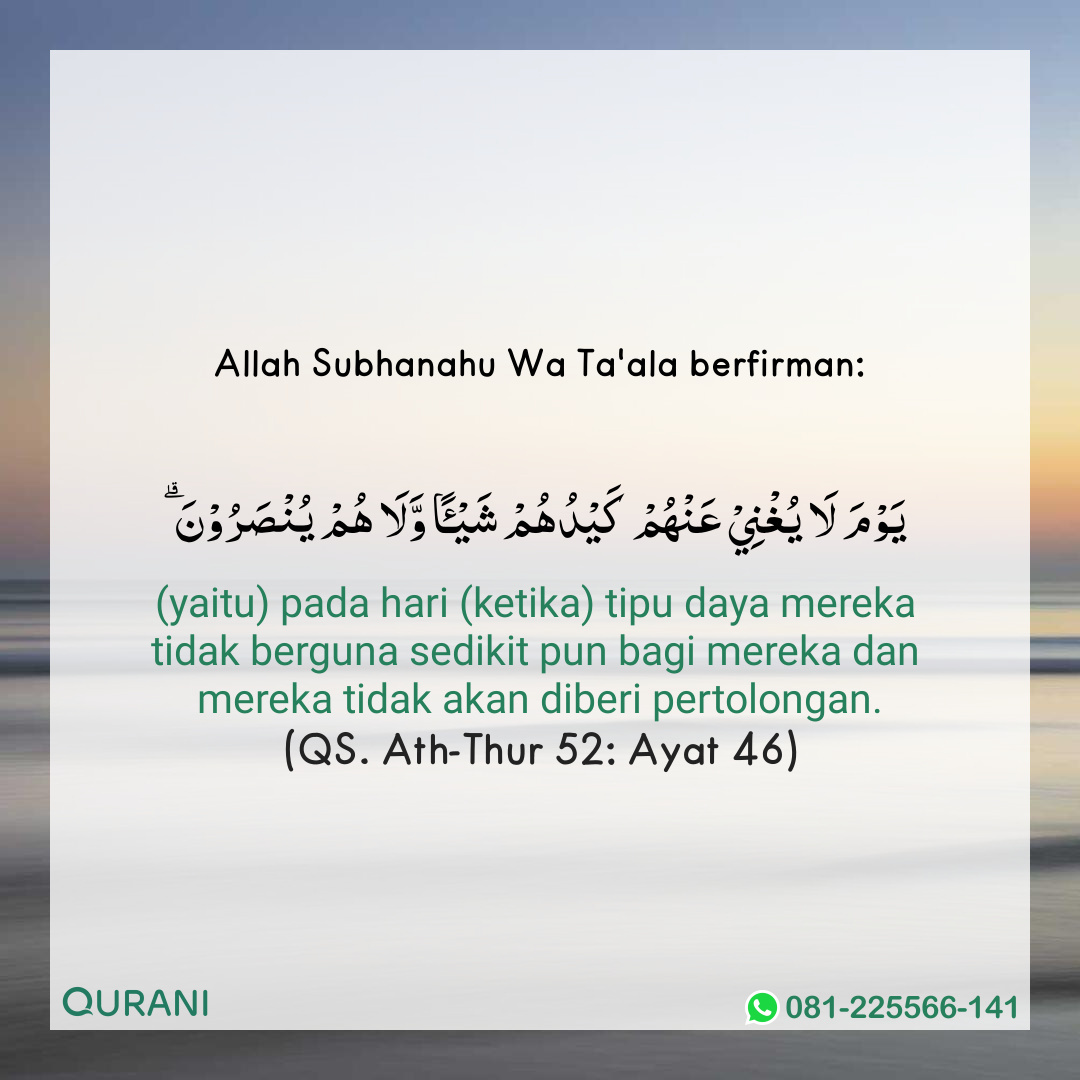 Allah Subhanahu Wa Ta'ala berfirman:
يَوْمَ لَا يُغْنِيْ عَنْهُمْ كَيْدُهُمْ شَيْـًٔا وَّلَا هُمْ يُنْصَرُوْنَ ۗ
(yaitu) pada hari (ketika) tipu daya mereka
tidak berguna sedikit pun bagi mereka dan
mereka tidak akan diberi pertolongan.
(QS. Ath-Thur 52: Ayat 46)
QURANI
081-225566-141